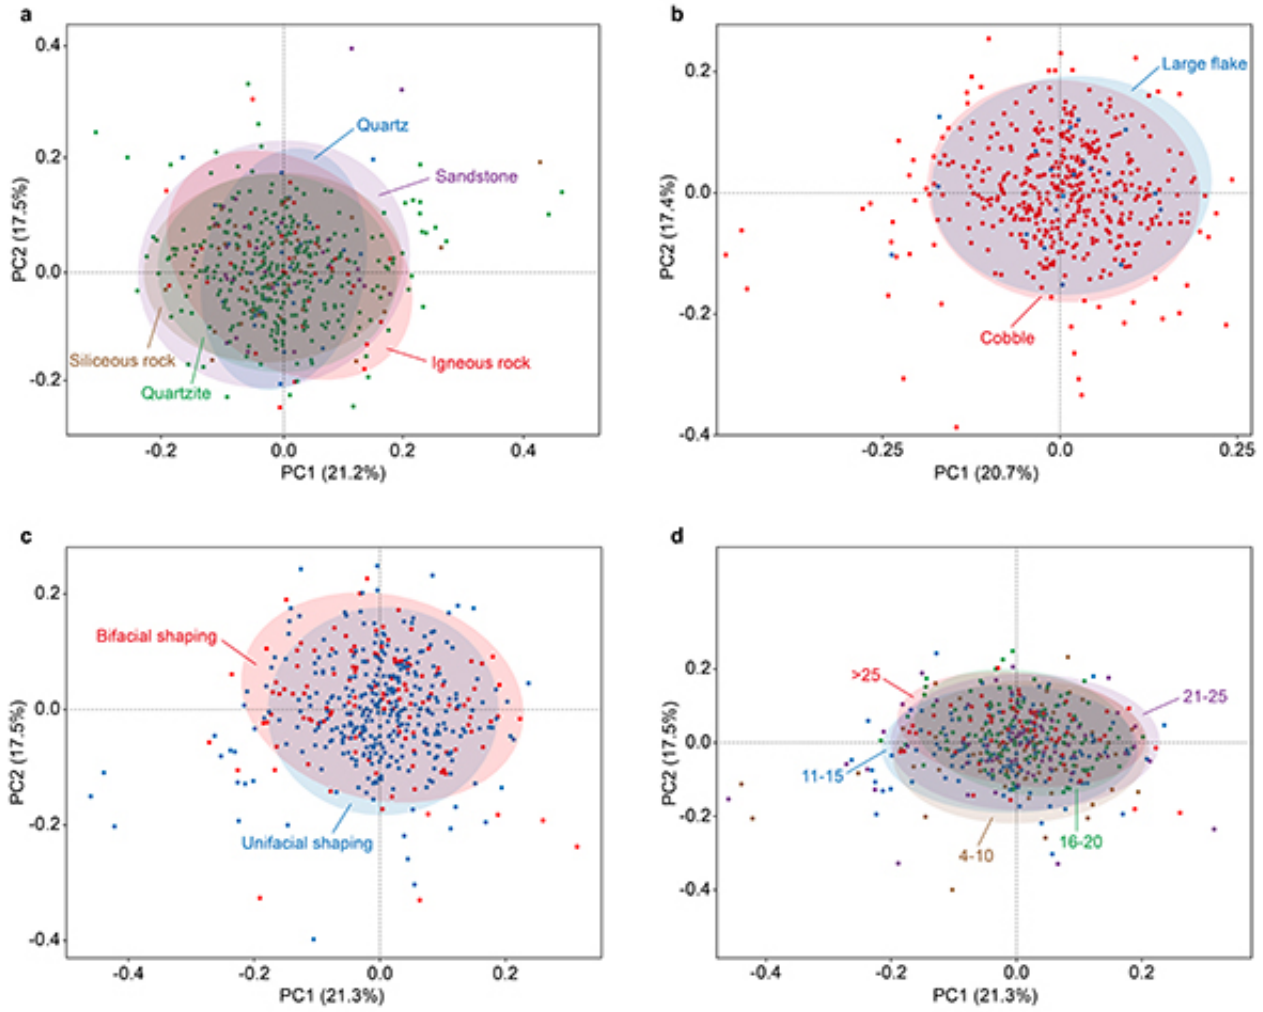 a
0.4
0.2
0.0
-0.2
PC2 (17.5%)
Quartz
Sandstone
Siliceous rock
Igneous rock
Quartzite
-0.2 0.0 0.2 0.4
PC1 (21.2%)
b
0.2
0.0
-0.2
-0.4
PC2 (17.4%)
Large flake
Cobble
-0.25 0.0 0.25
PC1 (20.7%)
c
0.2
0.0
-0.2
-0.4
PC2 (17.5%)
Bifacial shaping
Unifacial shaping
-0.4 -0.2 0.0 0.2
PC1 (21.3%)
d
0.2
0.0
-0.2
-0.4
PC2 (17.5%)
>25
21-25
11-15
4-10
16-20
-0.4 -0.2 0.0 0.2
PC1 (21.3%)